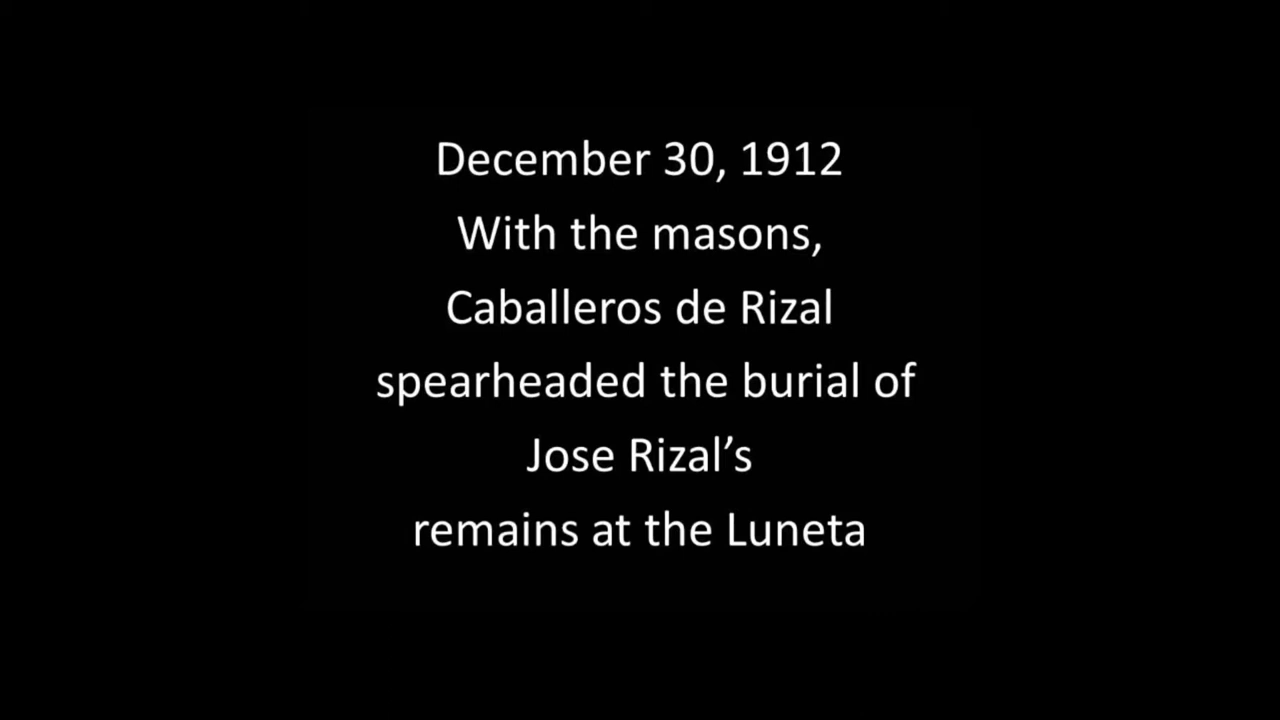 December 30, 1912
With the masons,
Caballeros de Rizal
spearheaded the burial of
Jose Rizal’s
remains at the Luneta